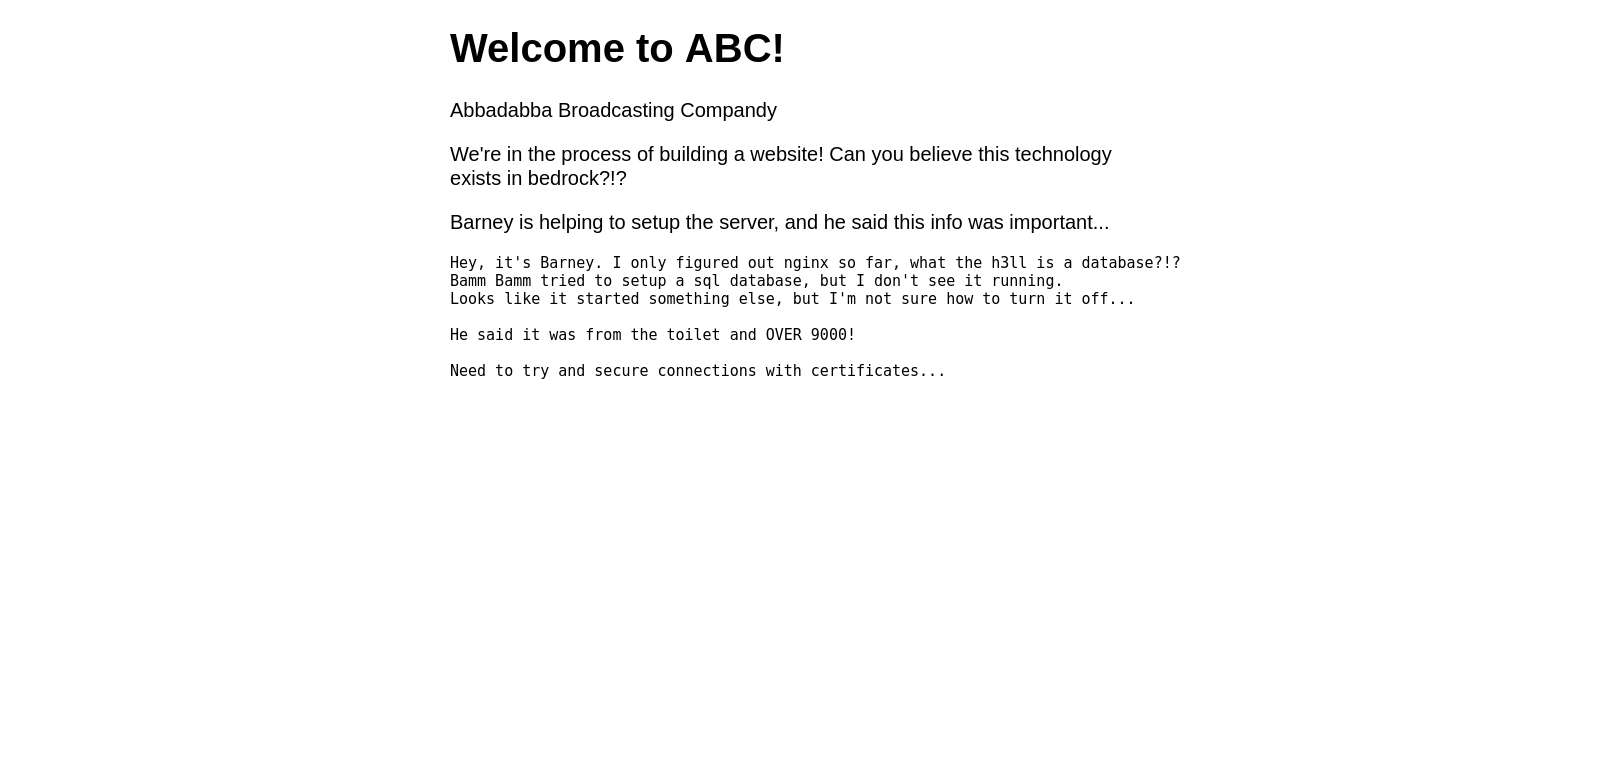 Welcome to ABC!
Abbadabba Broadcasting Compandy
We're in the process of building a website! Can you believe this technology
exists in bedrock?!?
Barney is helping to setup the server, and he said this info was important...
Hey, it's Barney. I only figured out nginx so far, what the h3ll is a database?!?
Bamm Bamm tried to setup a sql database, but I don't see it running.
Looks like it started something else, but I'm not sure how to turn it off...
He said it was from the toilet and OVER 9000!
Need to try and secure connections with certificates...